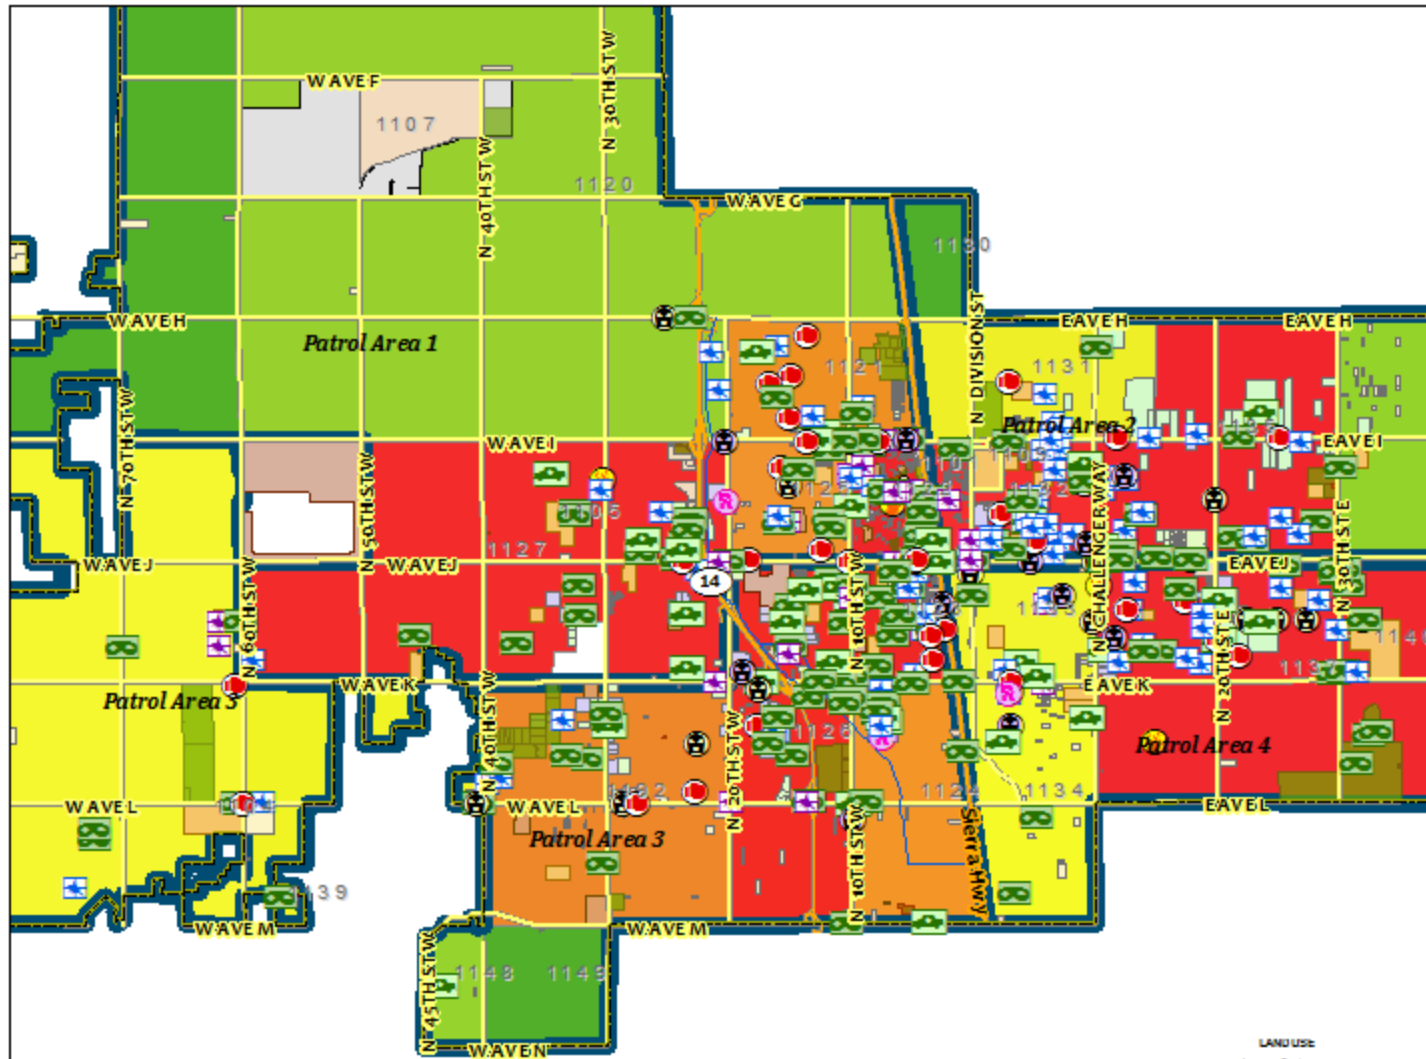 W AVE F
N 30TH ST W
1107
N 40TH ST W
1120
W AVE G
1130
W AVE H
Patrol Area 1
N DIVISION ST
E AVE H
E AVE H
1121
1131
N 70TH ST W
W AVE I
Patrol Area 2
E AVE I
N 50TH ST W
1105
1127
W AVE J
W AVE J
N 60TH ST W
14
N 10TH ST W
N CHALLENGER WAY
E AVE J
N 30TH ST E
N 20TH ST E
W AVE K
E AVE K
Patrol Area 3
N 40TH ST W
N 20TH ST W
1126
Patrol Area 4
W AVE L
W AVE L
1124
1134
E AVE L
Patrol Area 3
N 10TH ST W
Sierra Hwy
1139
W AVE M
W AVE M
N 45TH ST W
1148
1149
W AVE N
LAND USE